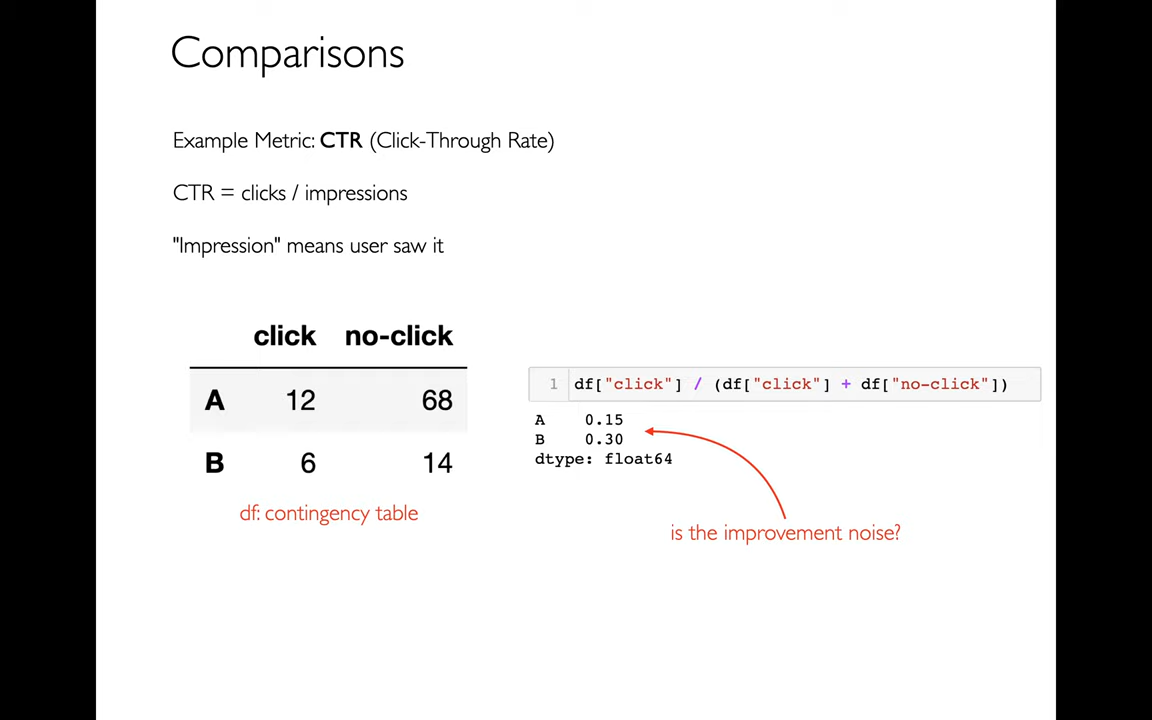 Comparisons
Example Metric: CTR (Click-Through Rate)
CTR = clicks / impressions
"Impression" means user saw it
click no-click
A 12 68
B 6 14
df: contingency table
1 df["click"] / (df["click"] + df["no-click"])
A 0.15
B 0.30
dtype: float64
is the improvement noise?